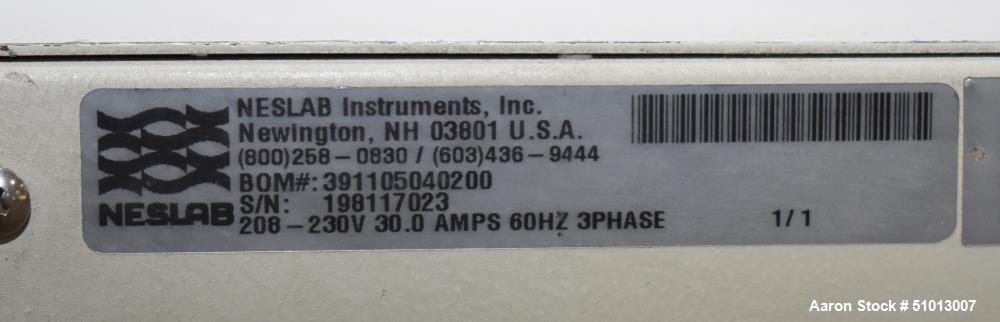 NESLAB Instruments, Inc.
Newington, NH 03801 U.S.A.
(800)258-0830 / (603)436-9444
BOM#: 391105040200
S/N: 198117023
NESLAB
208-230V 30.0 AMPS 60HZ 3PHASE 1/1
Aaron Stock # 51013007